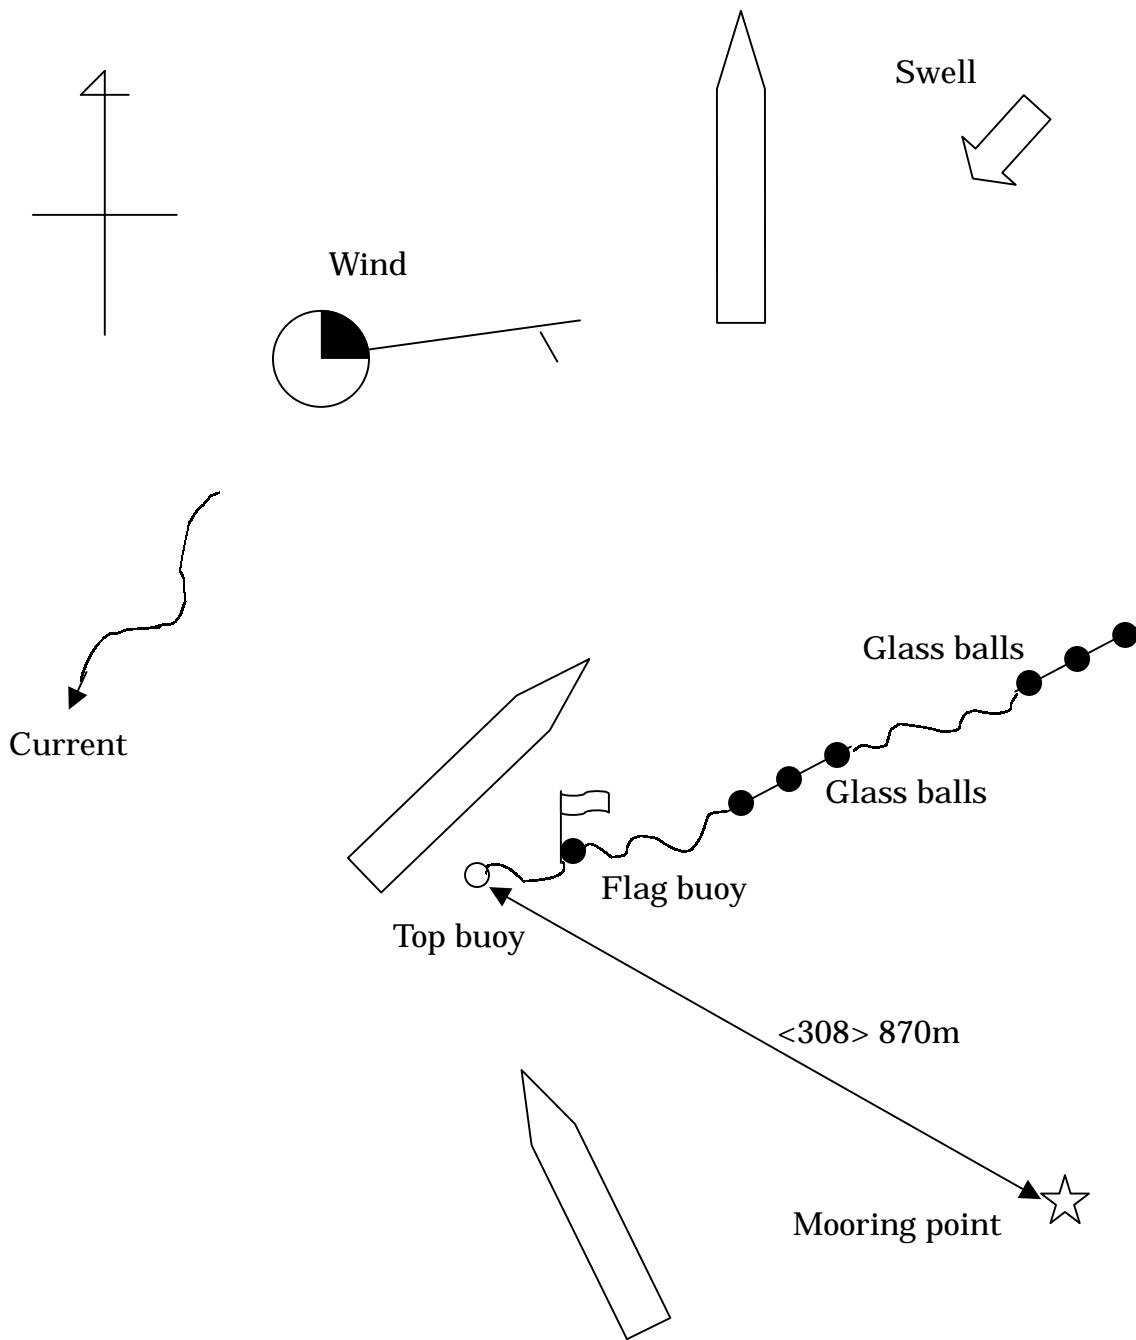 Swell
Wind
Glass balls
Current
Glass balls
Flag buoy
Top buoy
<308> 870m
Mooring point